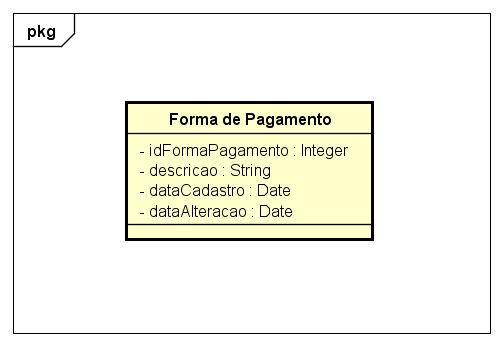 pkg
Forma de Pagamento
- idFormaPagamento : Integer
- descricao : String
- dataCadastro : Date
- dataAlteracao : Date